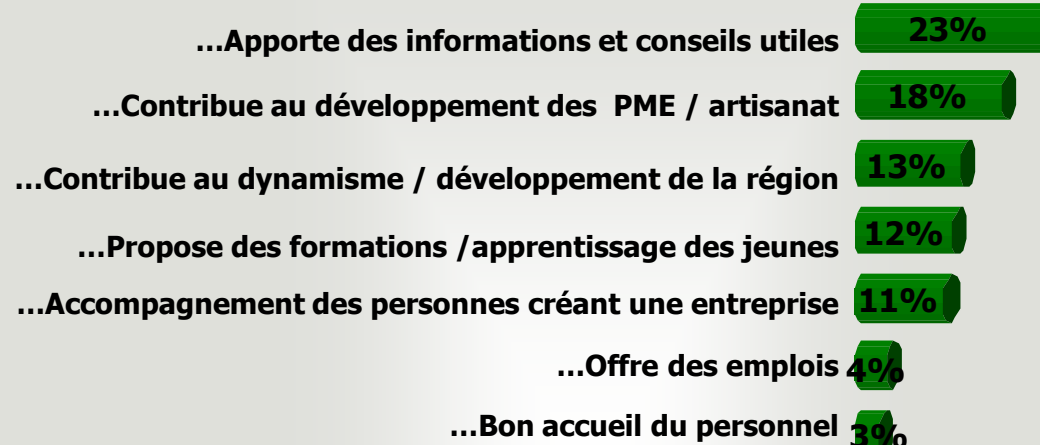 ...Apporte des informations et conseils utiles 23%
...Contribue au développement des PME / artisanat 18%
...Contribue au dynamisme / développement de la région 13%
...Propose des formations /apprentissage des jeunes 12%
...Accompagnement des personnes créant une entreprise 11%
...Offre des emplois 4%
...Bon accueil du personnel 3%